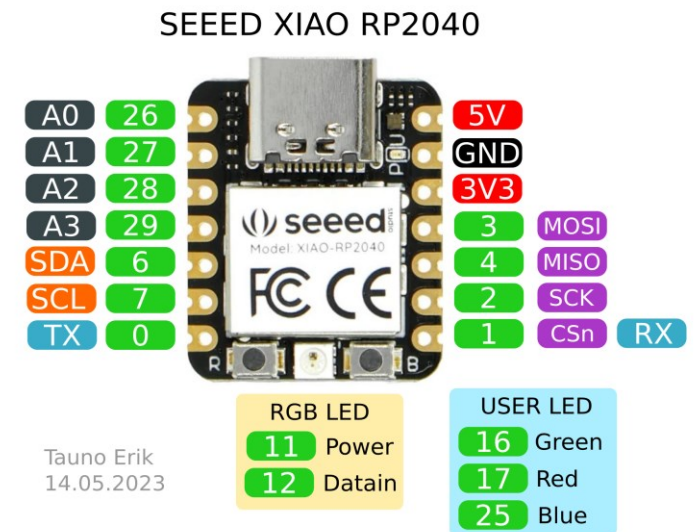 SEEED XIAO RP2040
A0 26 5V
A1 27 GND
A2 28 3V3
A3 29 3 MOSI
SDA 6 4 MISO
SCL 7 2 SCK
TX 0 1 CSn RX
seeed
studio
Model: XIAO-RP2040
FC CE
R B
P U
RGB LED
11 Power
12 Datain
USER LED
16 Green
17 Red
25 Blue
Tauno Erik
14.05.2023